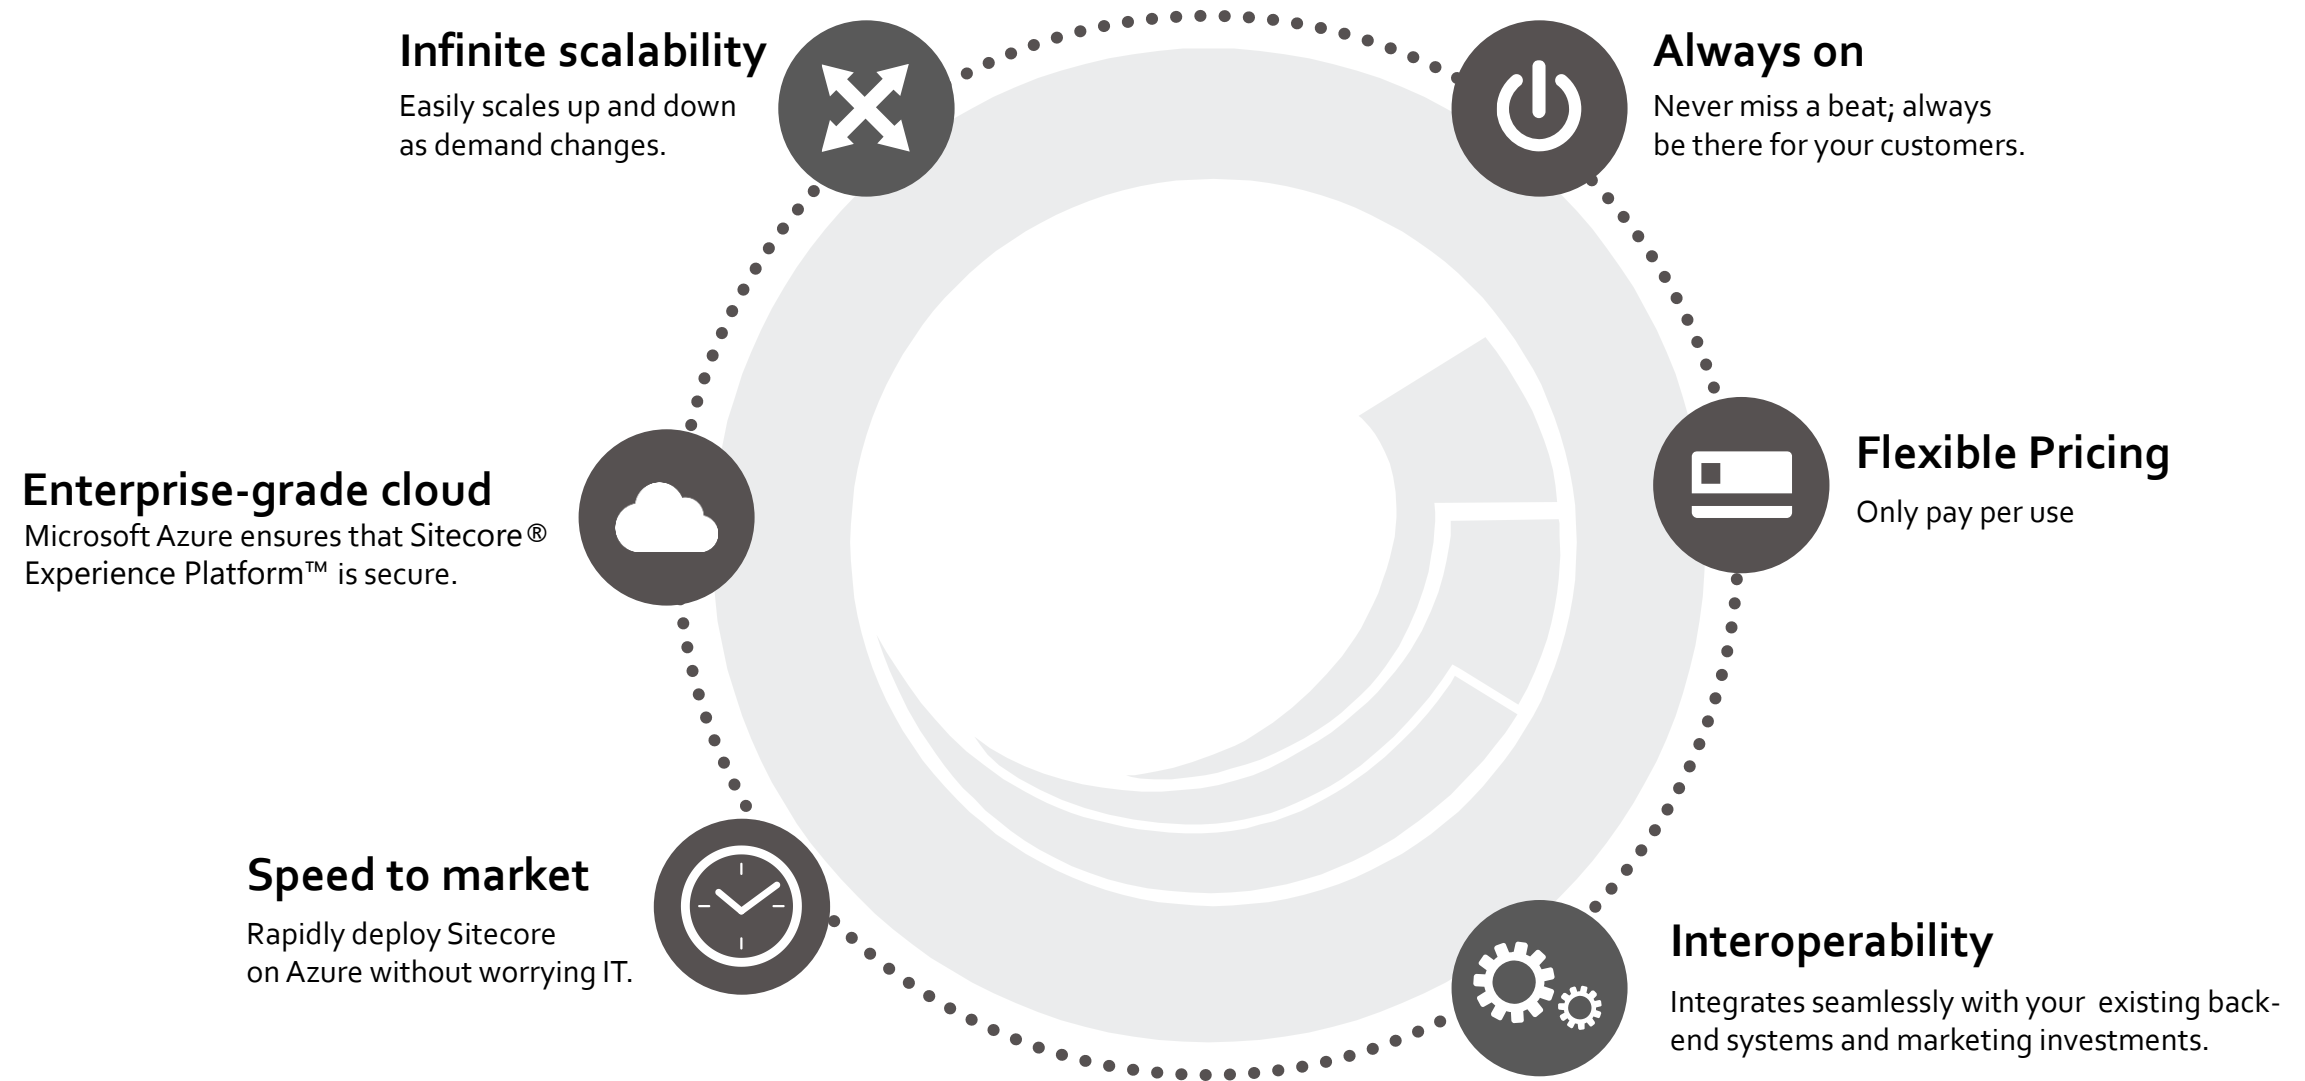 Infinite scalability
Easily scales up and down
as demand changes.
Always on
Never miss a beat; always
be there for your customers.
Enterprise-grade cloud
Microsoft Azure ensures that Sitecore®
Experience Platform™ is secure.
Flexible Pricing
Only pay per use
Speed to market
Rapidly deploy Sitecore
on Azure without worrying IT.
Interoperability
Integrates seamlessly with your existing back-
end systems and marketing investments.